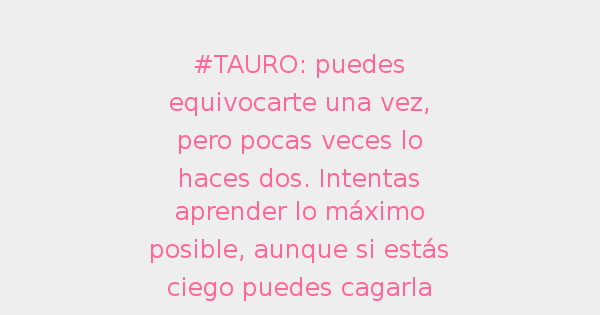 #TAURO: puedes
equivocarte una vez,
pero pocas veces lo
haces dos. Intentas
aprender lo máximo
posible, aunque si estás
ciego puedes cagarla